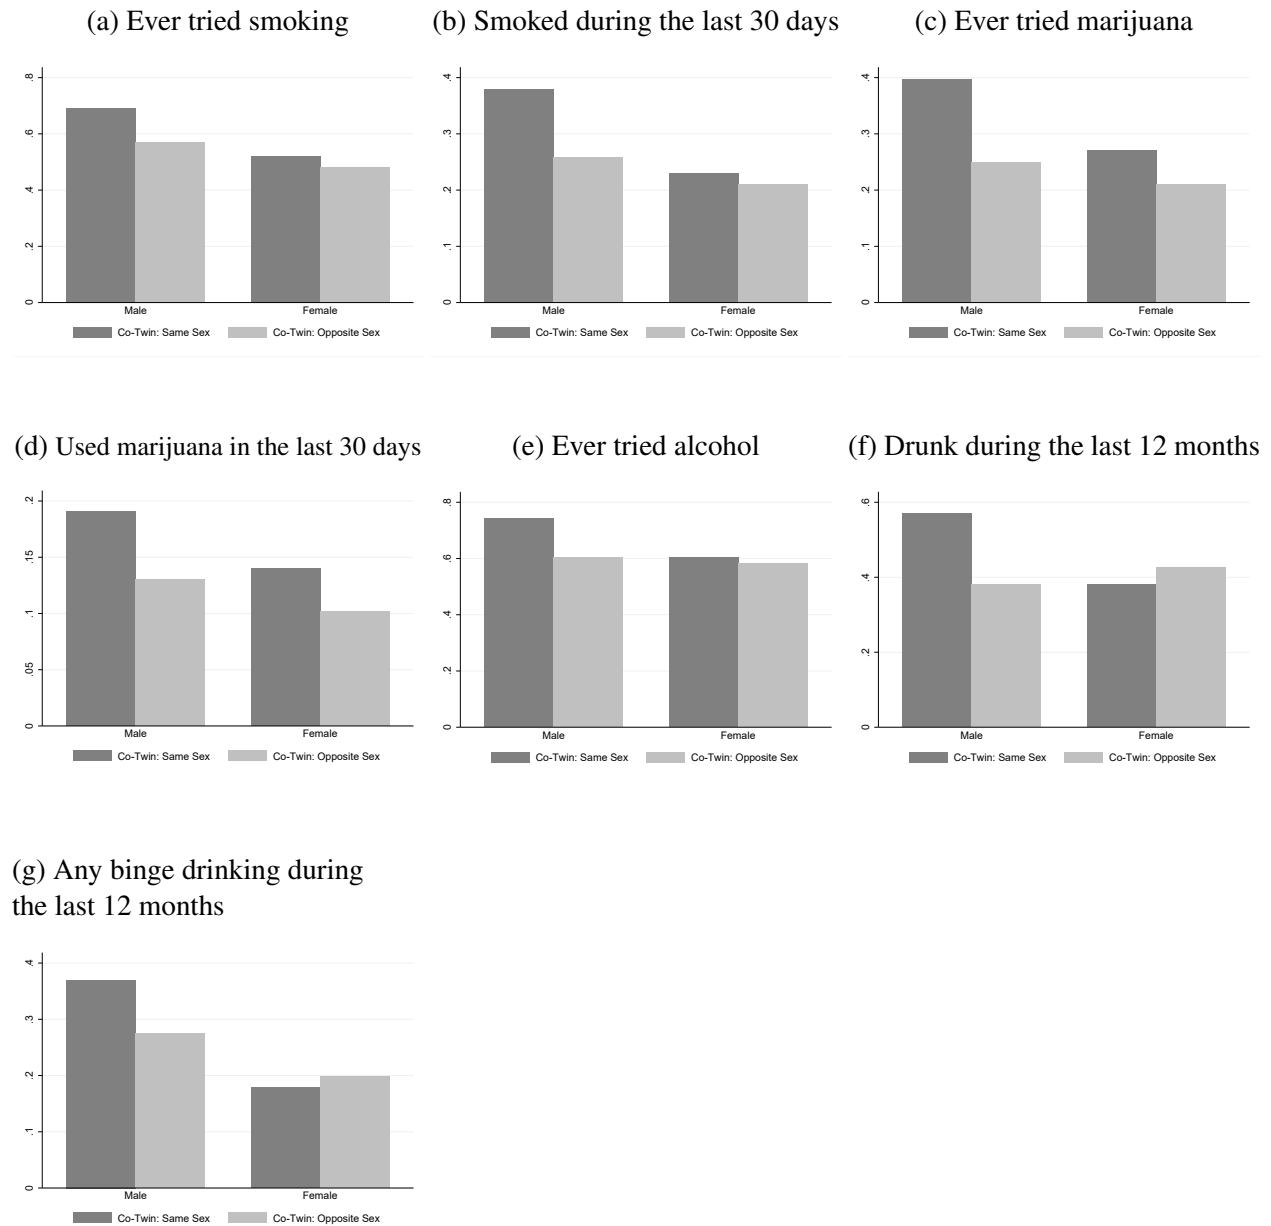 (a) Ever tried smoking
0 .2 .4 .6 .8
Male Female
Co-Twin: Same Sex Co-Twin: Opposite Sex
(b) Smoked during the last 30 days
0 .1 .2 .3 .4
Male Female
Co-Twin: Same Sex Co-Twin: Opposite Sex
(c) Ever tried marijuana
0 .1 .2 .3 .4
Male Female
Co-Twin: Same Sex Co-Twin: Opposite Sex
(d) Used marijuana in the last 30 days
0 .05 .1 .15 .2
Male Female
Co-Twin: Same Sex Co-Twin: Opposite Sex
(e) Ever tried alcohol
0 .2 .4 .6 .8
Male Female
Co-Twin: Same Sex Co-Twin: Opposite Sex
(f) Drunk during the last 12 months
0 .2 .4 .6
Male Female
Co-Twin: Same Sex Co-Twin: Opposite Sex
(g) Any binge drinking during
the last 12 months
0 .1 .2 .3 .4
Male Female
Co-Twin: Same Sex Co-Twin: Opposite Sex